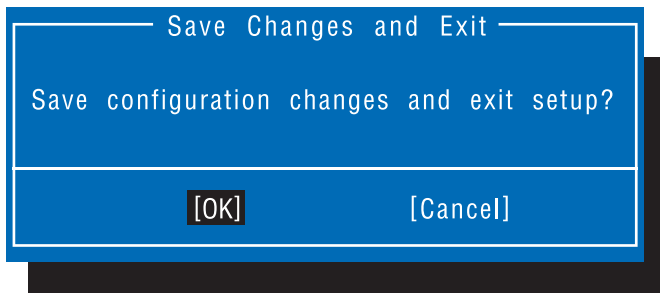 Save Changes and Exit
Save configuration changes and exit setup?
[OK] [Cancel]